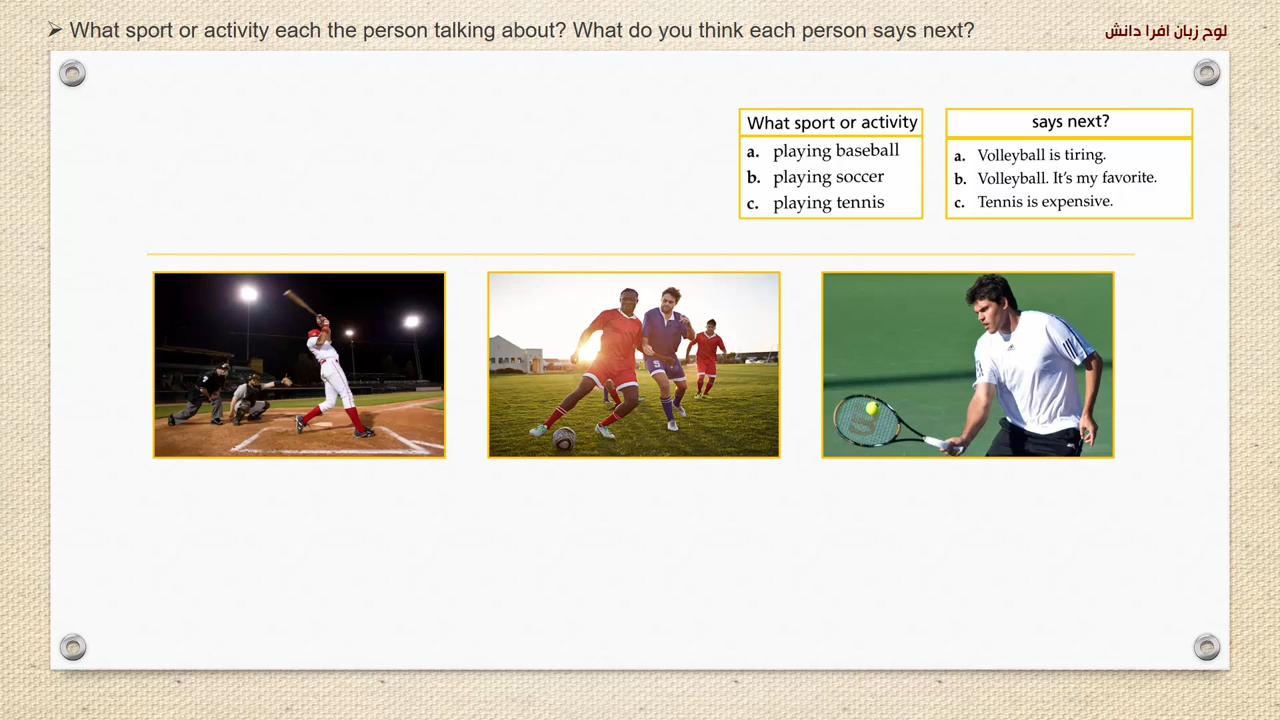 ➢ What sport or activity each the person talking about? What do you think each person says next?
لوح زبان افرا دانش
What sport or activity
a. playing baseball
b. playing soccer
c. playing tennis
says next?
a. Volleyball is tiring.
b. Volleyball. It's my favorite.
c. Tennis is expensive.